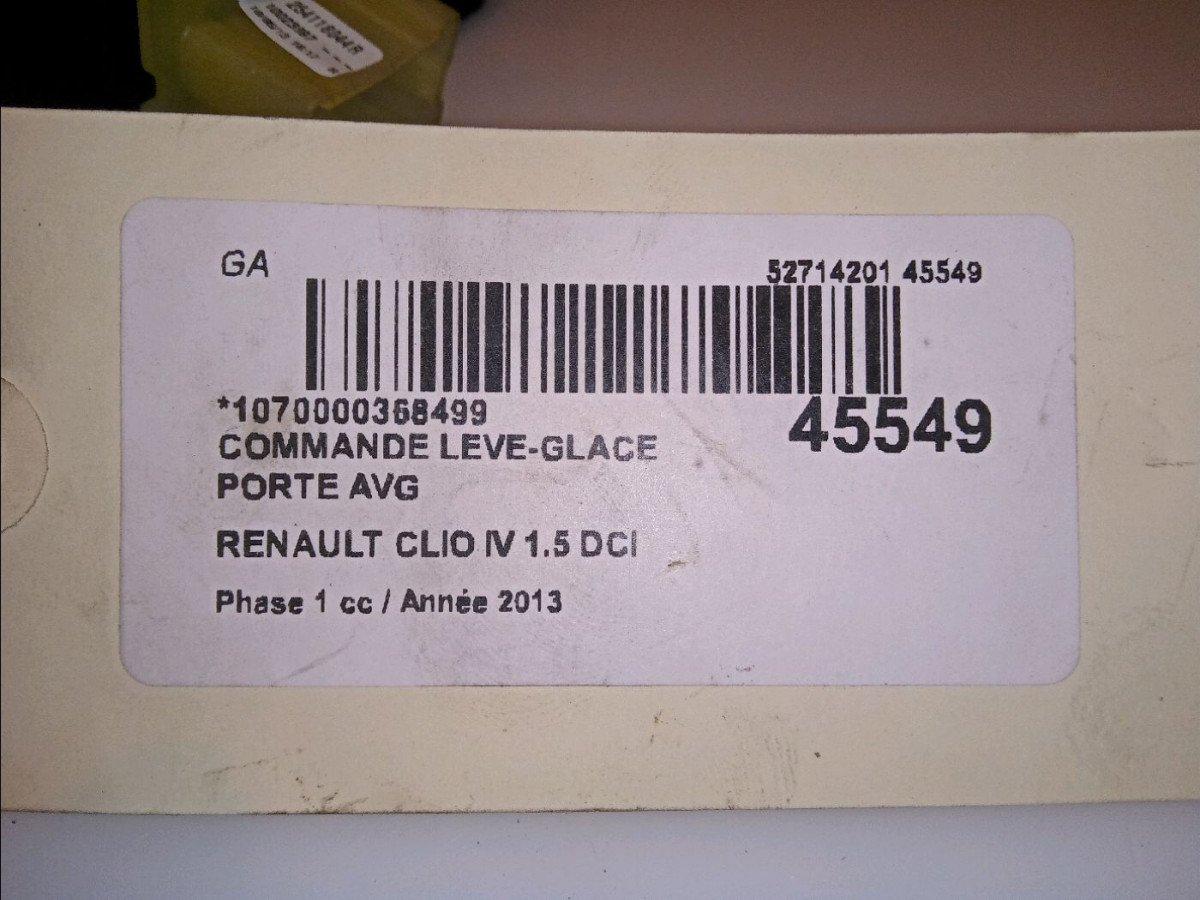 254118044R
GA
52714201 45549
*1070000368499
45549
COMMANDE LEVE-GLACE
PORTE AVG
RENAULT CLIO IV 1.5 DCI
Phase 1 cc / Année 2013